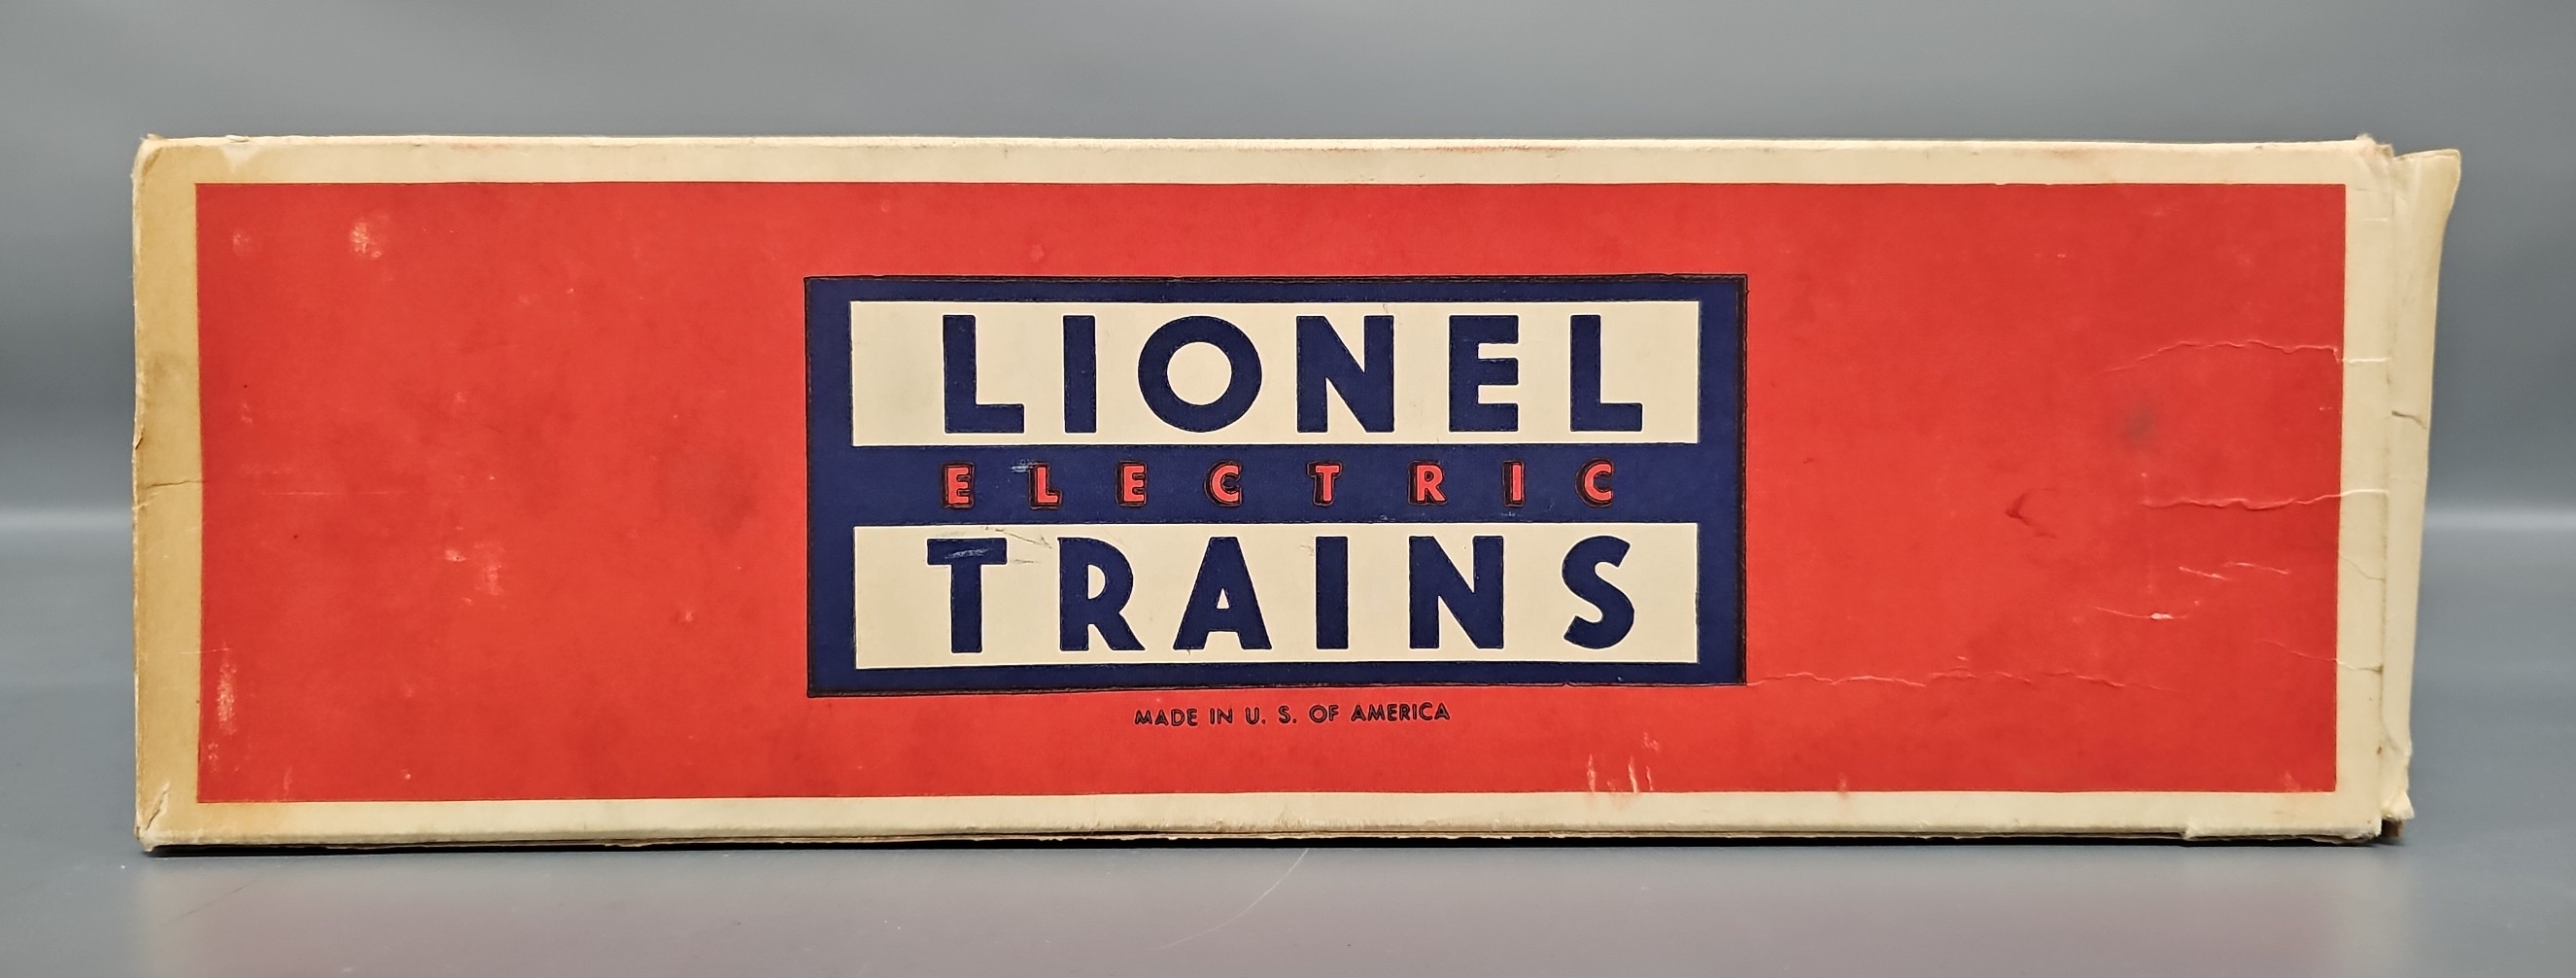 LIONEL
ELECTRIC
TRAINS
MADE IN U. S. OF AMERICA